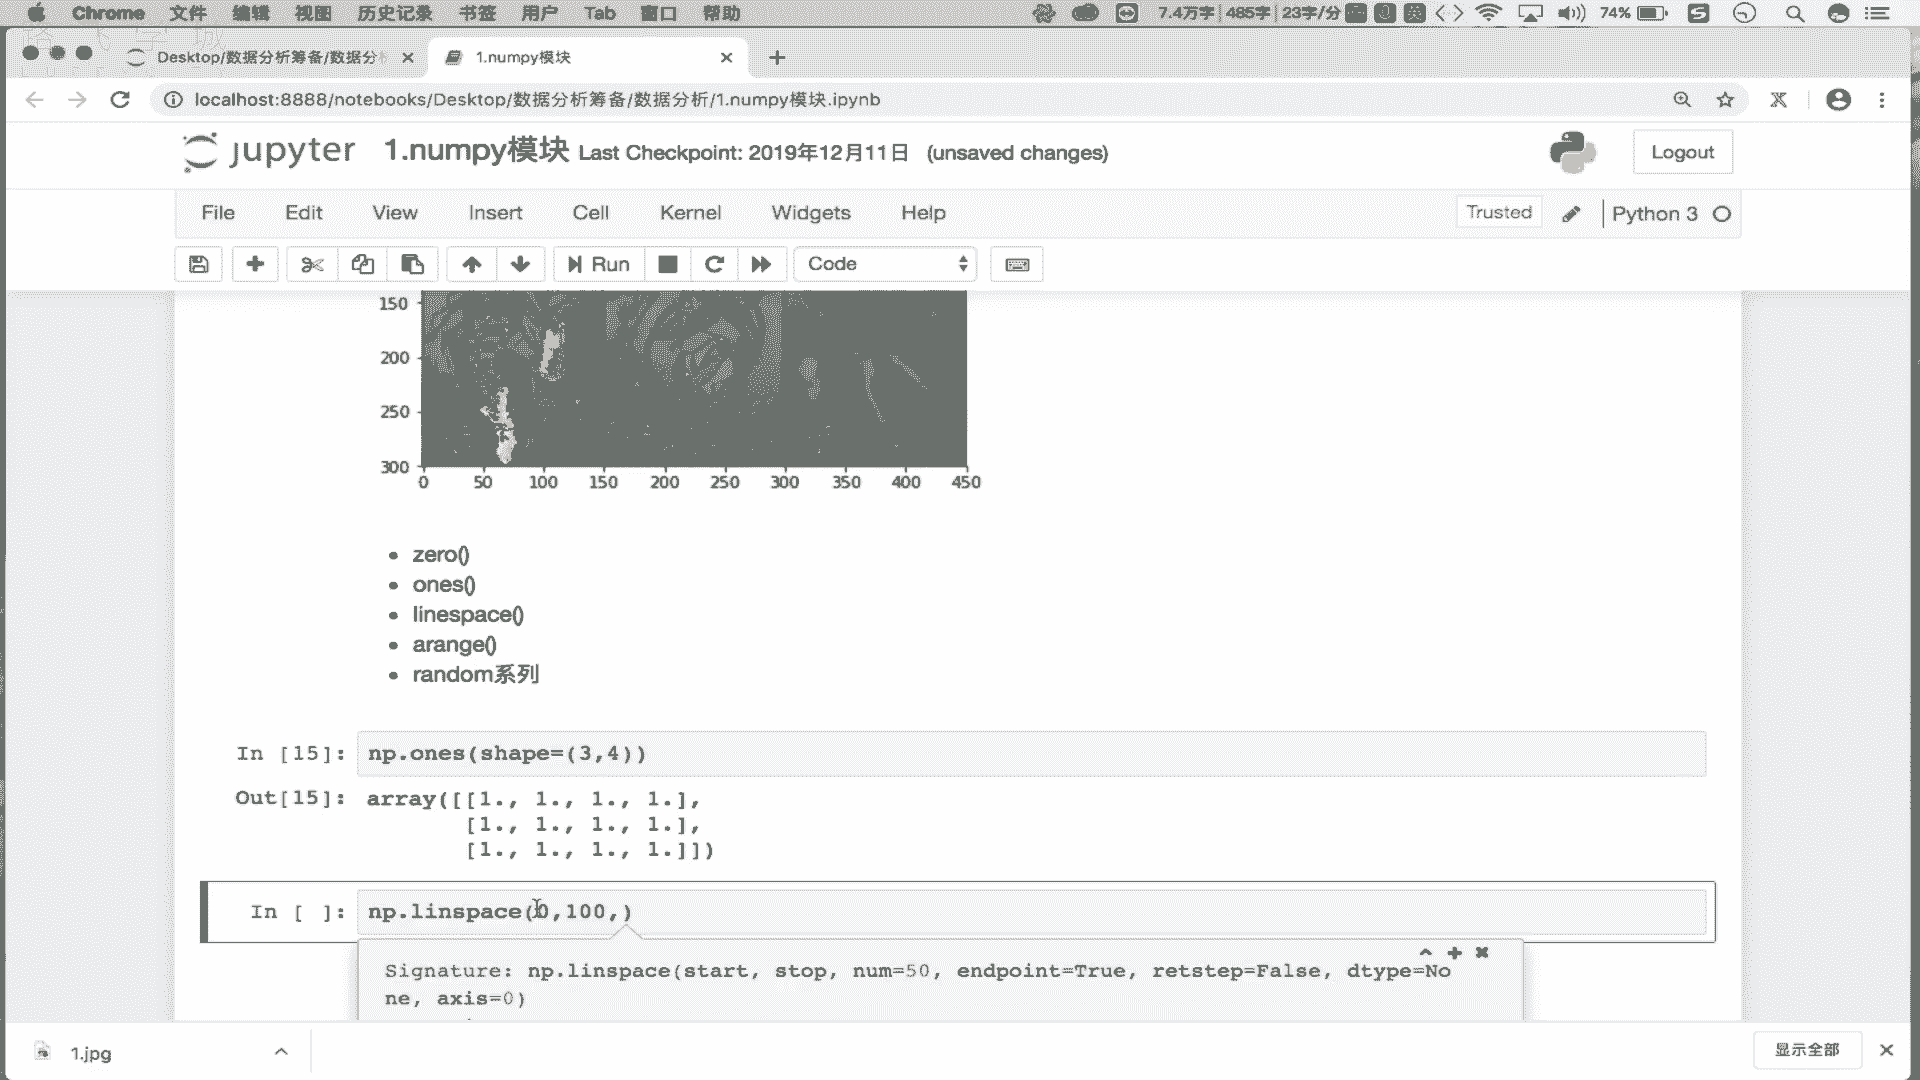 Chrome 文件 编辑 视图 历史记录 书签 用户 Tab 窗口 帮助 7.4万字 485字 23字/分 英 74%
Desktop/数据分析筹备/数据分 1.numpy模块
localhost:8888/notebooks/Desktop/数据分析筹备/数据分析/1.numpy模块.ipynb
jupyter 1.numpy模块 Last Checkpoint: 2019年12月11日 (unsaved changes) Logout
File Edit View Insert Cell Kernel Widgets Help Trusted Python 3
Run Code
150
200
250
300
0 50 100 150 200 250 300 350 400 450
zero()
ones()
linespace()
arange()
random系列
In [15]: np.ones(shape=(3,4))
Out[15]: array([[1., 1., 1., 1.],
[1., 1., 1., 1.],
[1., 1., 1., 1.]])
In [ ]: np.linspace(0,100,)
Signature: np.linspace(start, stop, num=50, endpoint=True, retstep=False, dtype=No
ne, axis=0)
1.jpg 显示全部